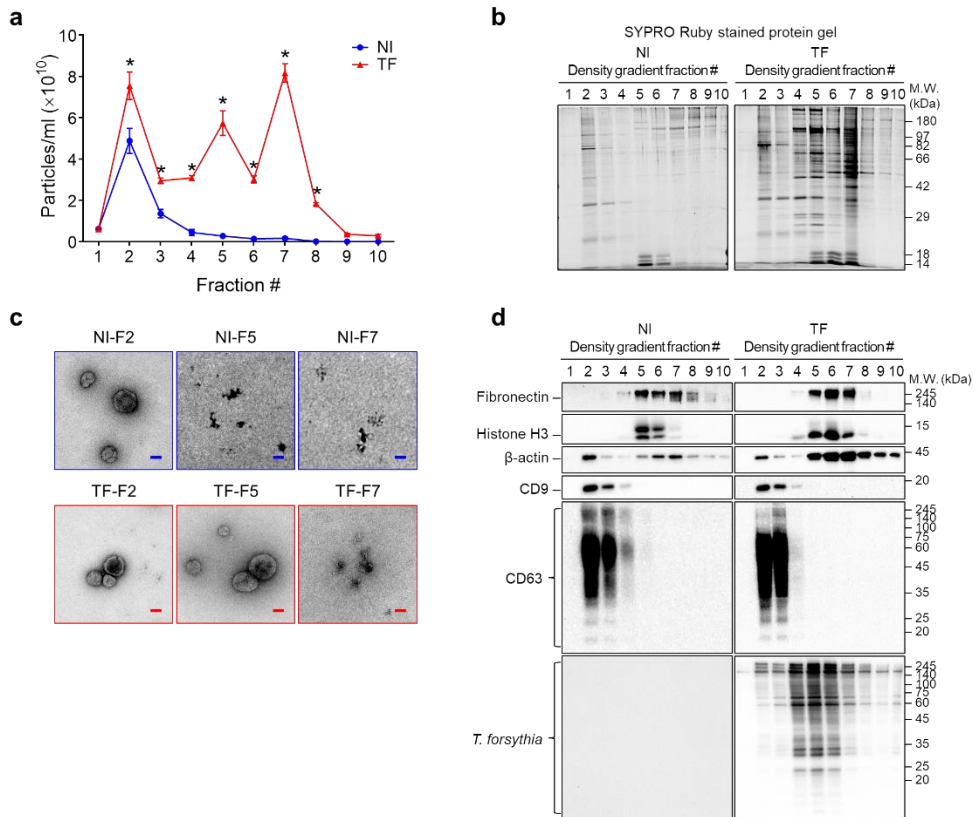 a
NI
TF
Particles/ml (×10¹⁰)
10
8
6
4
2
0
* * * * * * *
1 2 3 4 5 6 7 8 9 10
Fraction #
b
SYPRO Ruby stained protein gel
NI
Density gradient fraction #
1 2 3 4 5 6 7 8 9 10
TF
Density gradient fraction #
1 2 3 4 5 6 7 8 9 10
M.W. (kDa)
180
97
82
66
42
29
18
14
c
NI-F2 NI-F5 NI-F7
TF-F2 TF-F5 TF-F7
d
NI
Density gradient fraction #
1 2 3 4 5 6 7 8 9 10
TF
Density gradient fraction #
1 2 3 4 5 6 7 8 9 10
M.W. (kDa)
Fibronectin
245
140
Histone H3
15
β-actin
45
CD9
20
CD63
245
140
100
75
60
45
35
25
20
T. forsythia
245
140
100
75
60
45
35
25
20